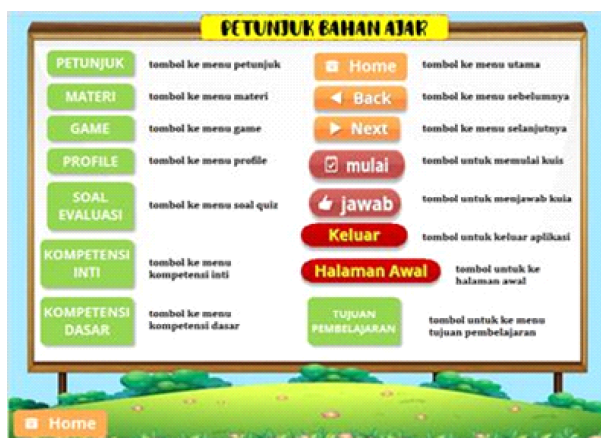 PETUNJUK BAHAN AJAR
PETUNJUK
tombol ke menu petunjuk
MATERI
tombol ke menu materi
GAME
tombol ke menu game
PROFILE
tombol ke menu profile
SOAL
EVALUASI
tombol ke menu soal quiz
KOMPETENSI
INTI
tombol ke menu
kompetensi inti
KOMPETENSI
DASAR
tombol ke menu
kompetensi dasar
Home
tombol ke menu utama
Back
tombol ke menu sebelumnya
Next
tombol ke menu selanjutnya
mulai
tombol untuk memulai kuis
jawab
tombol untuk menjawab kuia
Keluar
tombol untuk keluar aplikasi
Halaman Awal
tombol untuk ke
halaman awal
TUJUAN
PEMBELAJARAN
tombol untuk ke menu
tujuan pembelajaran
Home